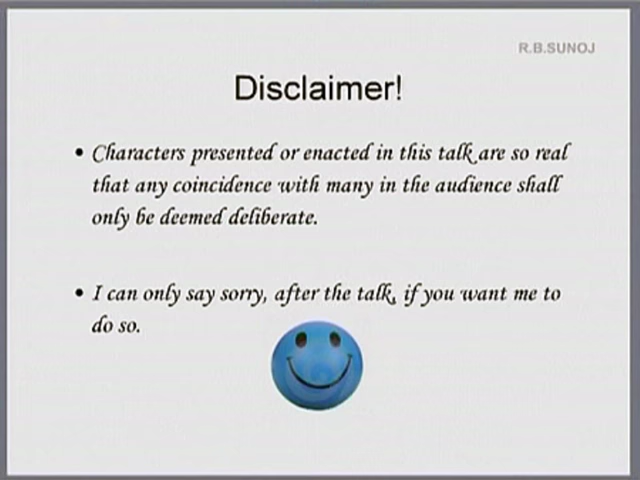 R.B.SUNOJ
Disclaimer!
• Characters presented or enacted in this talk are so real
that any coincidence with many in the audience shall
only be deemed deliberate.
• I can only say sorry, after the talk, if you want me to
do so.